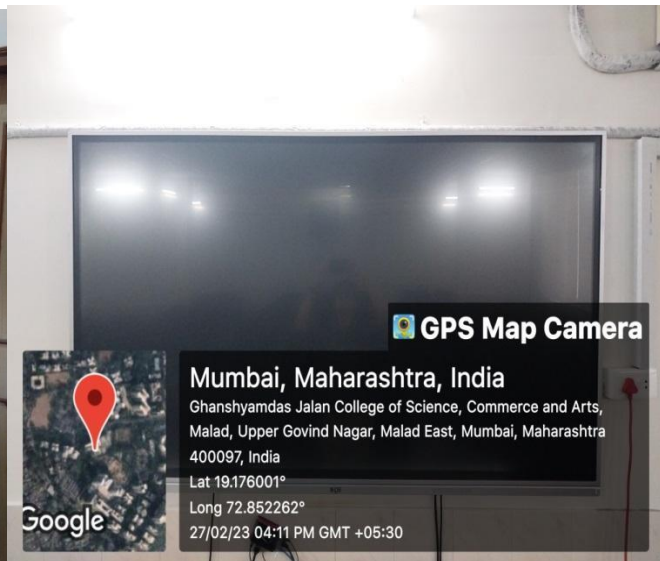 GPS Map Camera
Mumbai, Maharashtra, India
Ghanshyamdas Jalan College of Science, Commerce and Arts,
Malad, Upper Govind Nagar, Malad East, Mumbai, Maharashtra
400097, India
Lat 19.176001°
Long 72.852262°
27/02/23 04:11 PM GMT +05:30
Google